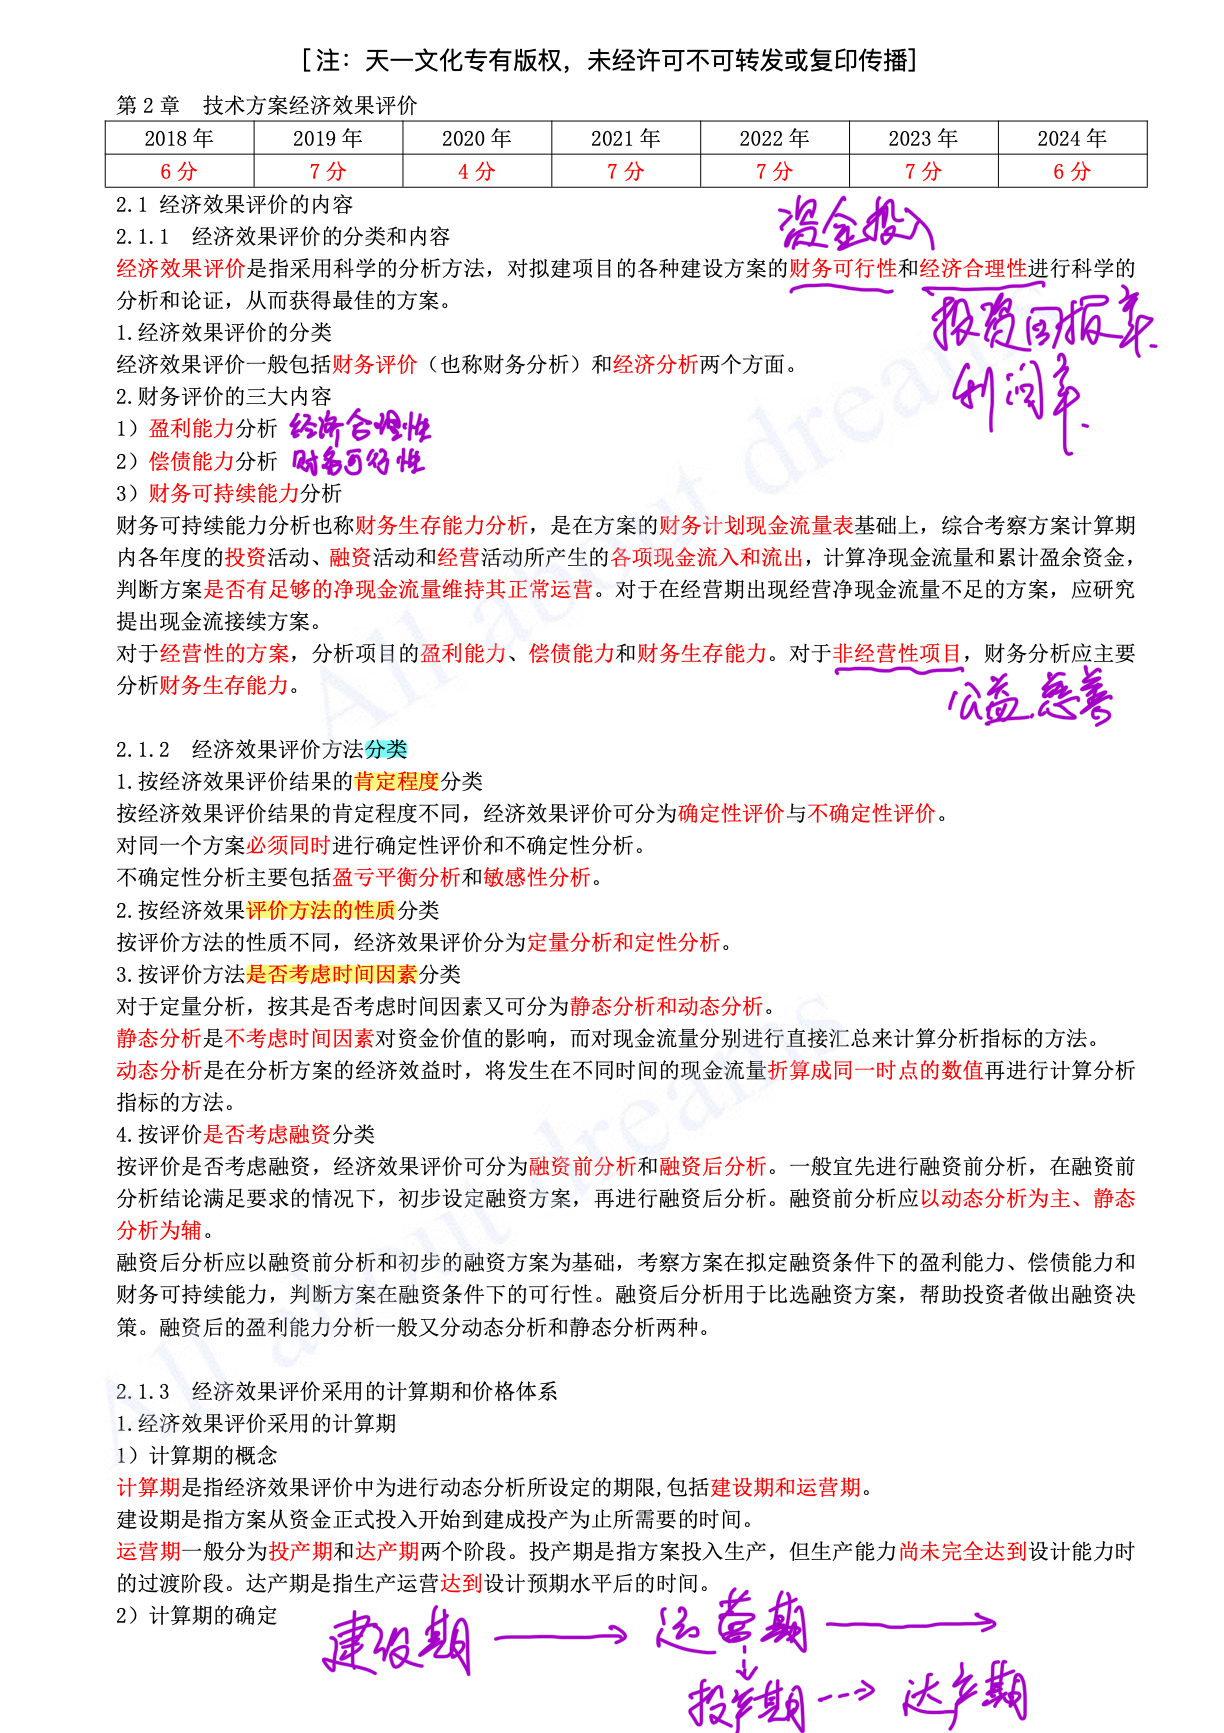 [注：天一文化专有版权，未经许可不可转发或复印传播]
第 2 章　技术方案经济效果评价
2018 年　2019 年　2020 年　2021 年　2022 年　2023 年　2024 年
6 分　7 分　4 分　7 分　7 分　7 分　6 分
2.1 经济效果评价的内容
资金投入
2.1.1　经济效果评价的分类和内容
经济效果评价是指采用科学的分析方法，对拟建项目的各种建设方案的财务可行性和经济合理性进行科学的
分析和论证，从而获得最佳的方案。
投资回报率.
1.经济效果评价的分类
经济效果评价一般包括财务评价（也称财务分析）和经济分析两个方面。
利润率.
2.财务评价的三大内容
1）盈利能力分析 经济合理性
2）偿债能力分析 财务可行性
3）财务可持续能力分析
财务可持续能力分析也称财务生存能力分析，是在方案的财务计划现金流量表基础上，综合考察方案计算期
内各年度的投资活动、融资活动和经营活动所产生的各项现金流入和流出，计算净现金流量和累计盈余资金，
判断方案是否有足够的净现金流量维持其正常运营。对于在经营期出现经营净现金流量不足的方案，应研究
提出现金流接续方案。
对于经营性的方案，分析项目的盈利能力、偿债能力和财务生存能力。对于非经营性项目，财务分析应主要
分析财务生存能力。
公益.慈善
2.1.2　经济效果评价方法分类
1.按经济效果评价结果的肯定程度分类
按经济效果评价结果的肯定程度不同，经济效果评价可分为确定性评价与不确定性评价。
对同一个方案必须同时进行确定性评价和不确定性分析。
不确定性分析主要包括盈亏平衡分析和敏感性分析。
2.按经济效果评价方法的性质分类
按评价方法的性质不同，经济效果评价分为定量分析和定性分析。
3.按评价方法是否考虑时间因素分类
对于定量分析，按其是否考虑时间因素又可分为静态分析和动态分析。
静态分析是不考虑时间因素对资金价值的影响，而对现金流量分别进行直接汇总来计算分析指标的方法。
动态分析是在分析方案的经济效益时，将发生在不同时间的现金流量折算成同一时点的数值再进行计算分析
指标的方法。
4.按评价是否考虑融资分类
按评价是否考虑融资，经济效果评价可分为融资前分析和融资后分析。一般宜先进行融资前分析，在融资前
分析结论满足要求的情况下，初步设定融资方案，再进行融资后分析。融资前分析应以动态分析为主、静态
分析为辅。
融资后分析应以融资前分析和初步的融资方案为基础，考察方案在拟定融资条件下的盈利能力、偿债能力和
财务可持续能力，判断方案在融资条件下的可行性。融资后分析用于比选融资方案，帮助投资者做出融资决
策。融资后的盈利能力分析一般又分动态分析和静态分析两种。
2.1.3　经济效果评价采用的计算期和价格体系
1.经济效果评价采用的计算期
1）计算期的概念
计算期是指经济效果评价中为进行动态分析所设定的期限,包括建设期和运营期。
建设期是指方案从资金正式投入开始到建成投产为止所需要的时间。
运营期一般分为投产期和达产期两个阶段。投产期是指方案投入生产，但生产能力尚未完全达到设计能力时
的过渡阶段。达产期是指生产运营达到设计预期水平后的时间。
2）计算期的确定
建设期 → 运营期 →
投产期 → 达产期
All about dreams
All about dreams